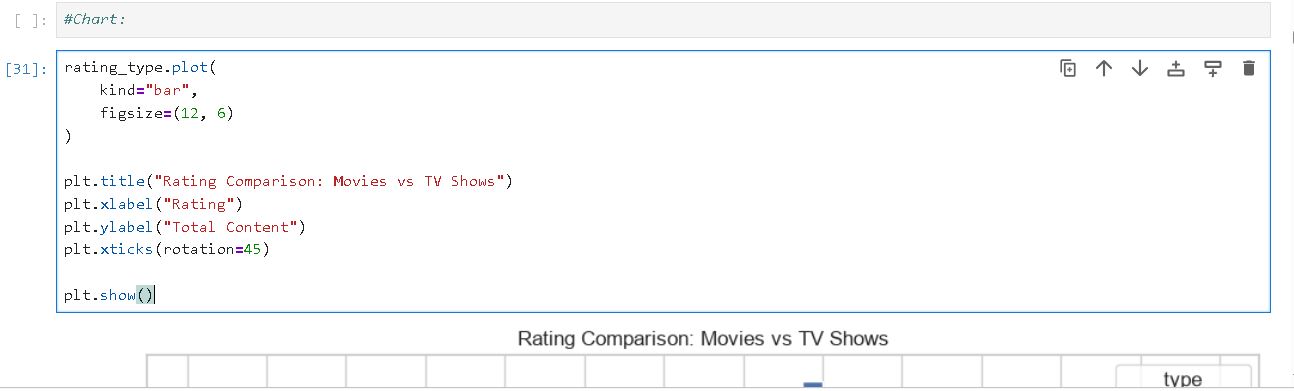 [ ]: #Chart:
[31]: rating_type.plot(
    kind="bar",
    figsize=(12, 6)
)
plt.title("Rating Comparison: Movies vs TV Shows")
plt.xlabel("Rating")
plt.ylabel("Total Content")
plt.xticks(rotation=45)
plt.show()
Rating Comparison: Movies vs TV Shows
type